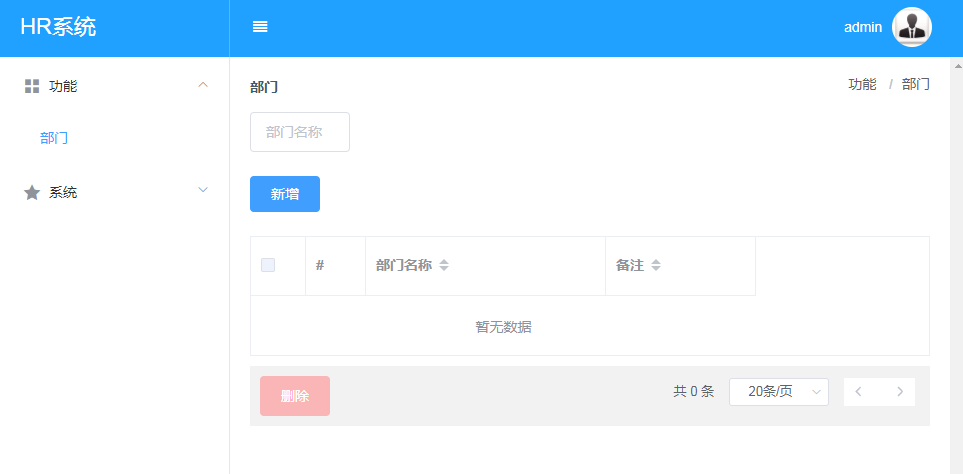 HR系统
admin
功能
部门
系统
部门
功能 / 部门
部门名称
新增
# 部门名称 备注
暂无数据
删除
共 0 条 20条/页